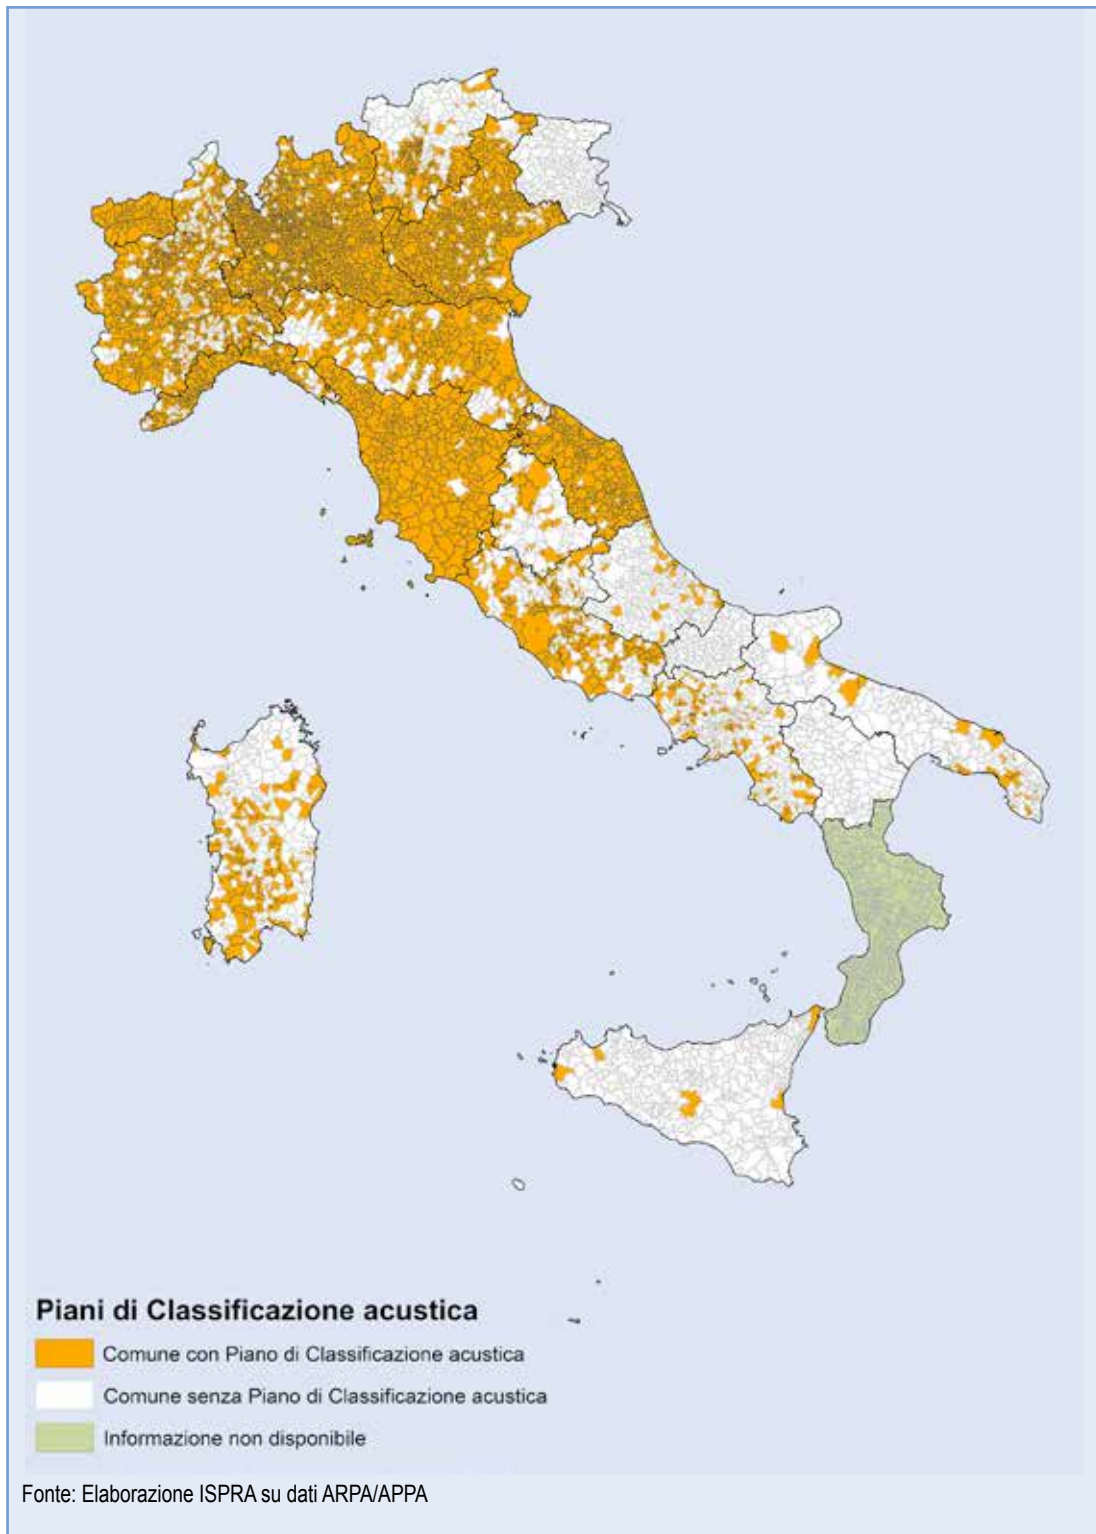 Piani di Classificazione acustica
Comune con Piano di Classificazione acustica
Comune senza Piano di Classificazione acustica
Informazione non disponibile
Fonte: Elaborazione ISPRA su dati ARPA/APPA